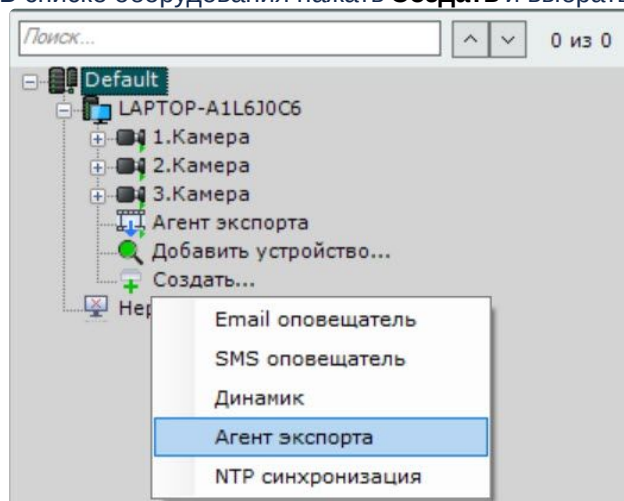 В списке оборудования нажать Создать и выбрать
Поиск...
0 из 0
Default
LAPTOP-A1L6J0C6
1.Камера
2.Камера
3.Камера
Агент экспорта
Добавить устройство...
Создать...
Email оповещатель
SMS оповещатель
Динамик
Агент экспорта
NTP синхронизация